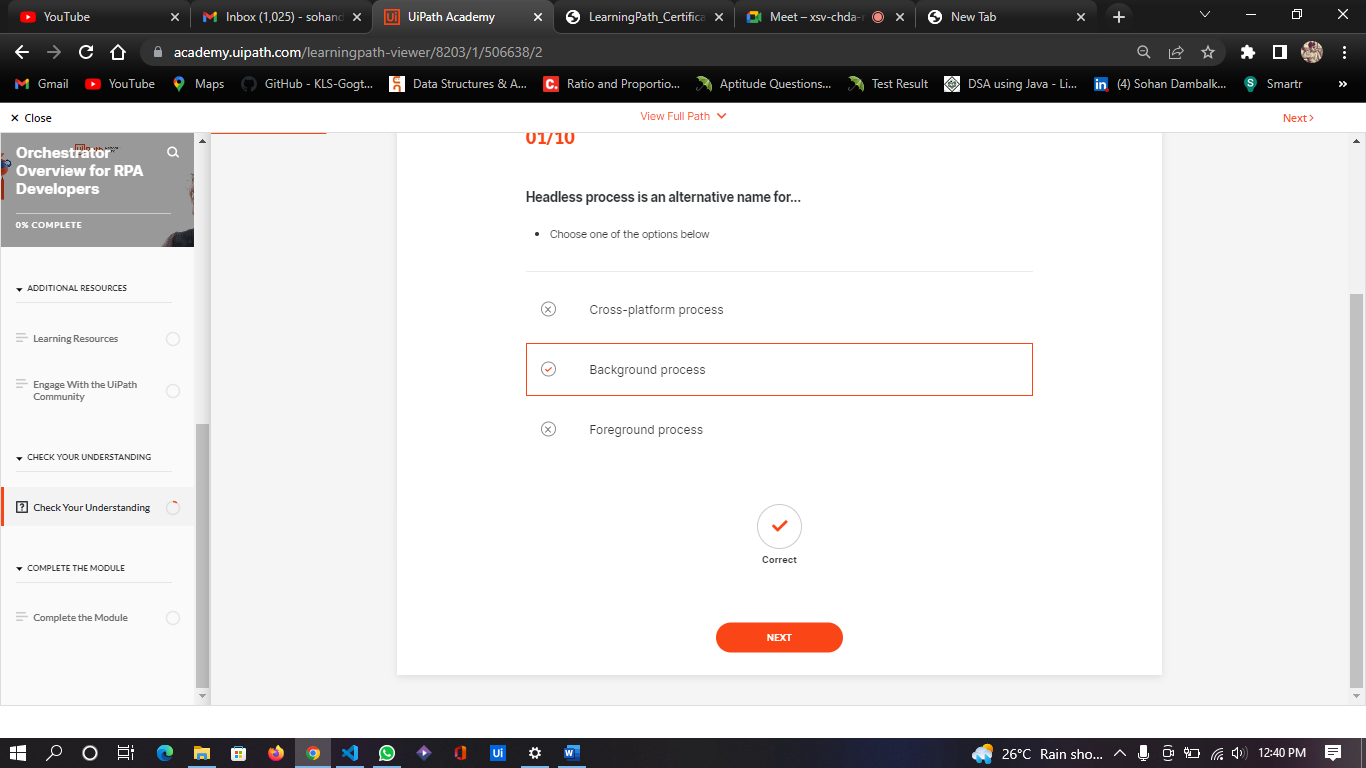 YouTube
Inbox (1,025) - sohand
UiPath Academy
LearningPath_Certifica
Meet – xsv-chda-
New Tab
academy.uipath.com/learningpath-viewer/8203/1/506638/2
Gmail
YouTube
Maps
GitHub - KLS-Gogt...
Data Structures & A...
Ratio and Proportio...
Aptitude Questions...
Test Result
DSA using Java - Li...
(4) Sohan Dambalk...
Smartr
»
Close
View Full Path
Next
Orchestrator
Overview for RPA
Developers
0% COMPLETE
ADDITIONAL RESOURCES
Learning Resources
Engage With the UiPath
Community
CHECK YOUR UNDERSTANDING
Check Your Understanding
COMPLETE THE MODULE
Complete the Module
01/10
Headless process is an alternative name for...
• Choose one of the options below
Cross-platform process
Background process
Foreground process
Correct
NEXT
26°C Rain sho...
12:40 PM